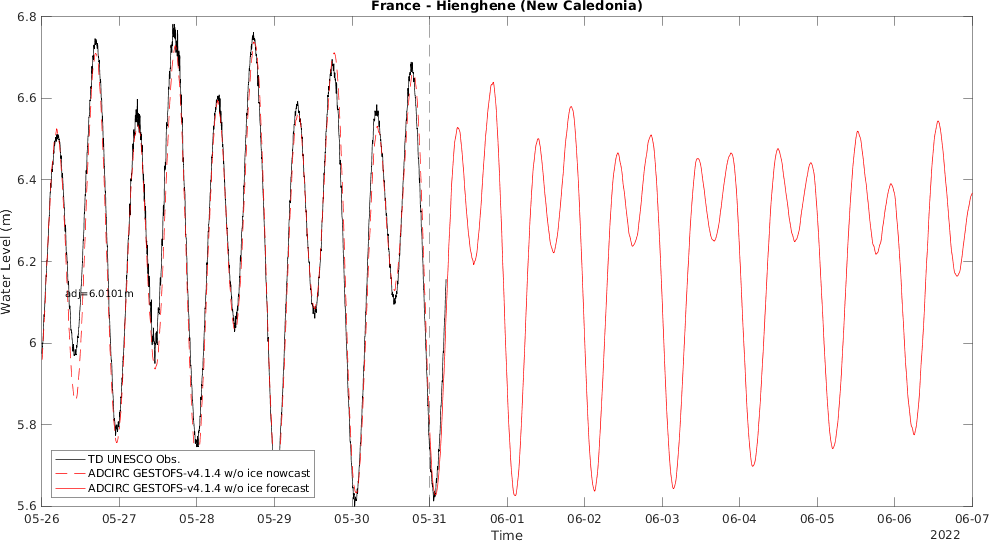 France - Hienghene (New Caledonia)
6.8
6.6
6.4
6.2
6
5.8
5.6
Water Level (m)
adj=6.0101m
TD UNESCO Obs.
ADCIRC GESTOFS-v4.1.4 w/o ice nowcast
ADCIRC GESTOFS-v4.1.4 w/o ice forecast
05-26 05-27 05-28 05-29 05-30 05-31 06-01 06-02 06-03 06-04 06-05 06-06 06-07
Time
2022